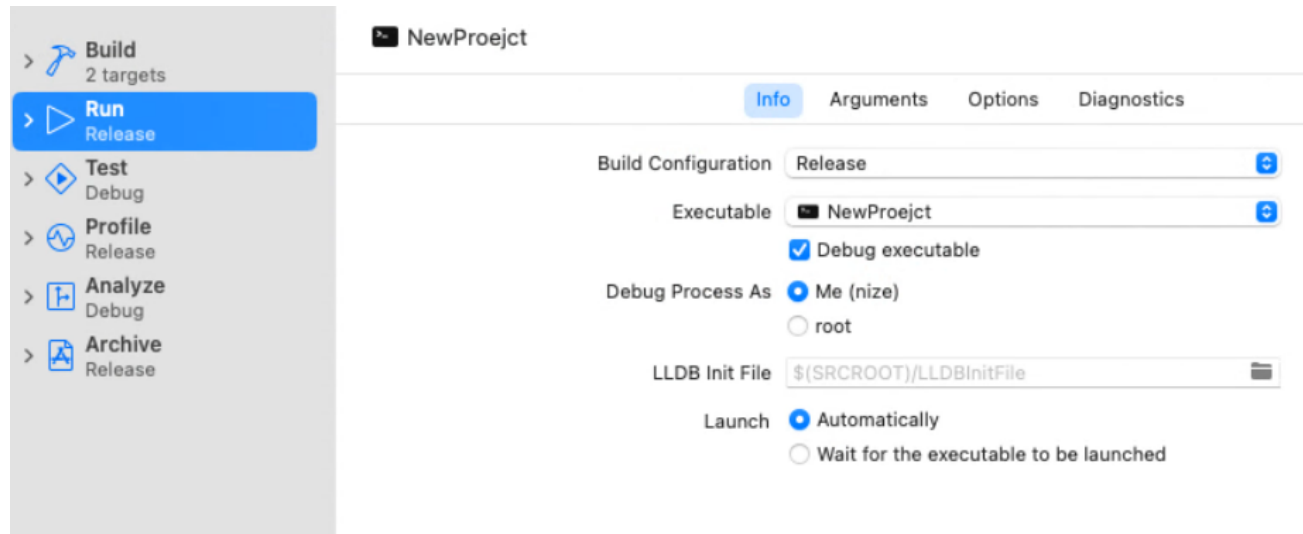 Build
2 targets
Run
Release
Test
Debug
Profile
Release
Analyze
Debug
Archive
Release
NewProejct
Info Arguments Options Diagnostics
Build Configuration Release
Executable NewProejct
Debug executable
Debug Process As Me (nize)
root
LLDB Init File $(SRCROOT)/LLDBInitFile
Launch Automatically
Wait for the executable to be launched